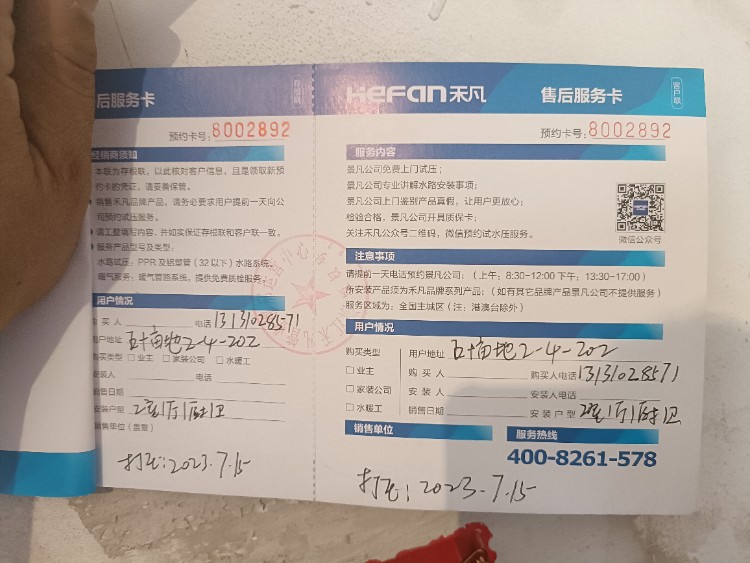 后服务卡
存根联
预约卡号：8002892
经销商须知
本联为存根联，以此核对客户信息，且是领取新预
约卡的凭证，请妥善保管。
销售禾凡品牌产品，请务必要求用户提前一天向公
司预约试压服务。
请工整填写内容，并如实保证存根联和客户联一致。
服务产品型号及类型：
水路试压：PPR 及铝塑管（32 以下）水路系统。
暖气服务：暖气管路系统，提供免费质检服务。
用户情况
购 买 人 电话 13131028571
用户地址 五十亩地2-4-202
购买类型 □ 业主 □ 家装公司 □ 水暖工
安装人 电话
销售日期
安装户型 2室1厅1厨1卫
销售单位（盖章）
打压：2023.7.15
Hefan禾凡 售后服务卡
客户联
预约卡号：8002892
服务内容
景凡公司免费上门试压；
景凡公司专业讲解水路安装事项；
景凡公司上门鉴别产品真假，让用户更放心；
检验合格，景凡公司开具质保卡；
关注禾凡公众号二维码，微信预约试水压服务。
微信公众号
注意事项
请提前一天电话预约景凡公司；（上午：8:30-12:00 下午：13:30-17:00）
所安装产品须为禾凡品牌系列产品；（如有其它品牌产品景凡公司不提供服务）
服务区域为：全国主城区（注：港澳台除外）
用户情况
购买类型 用户地址 五十亩地2-4-202
□ 业主 购 买 人 购买人电话 13131028571
□ 家装公司 安 装 人 安装人电话
□ 水暖工 销售日期 安 装 户 型 2室1厅1厨1卫
销售单位
服务热线
400-8261-578
打压：2023.7.15